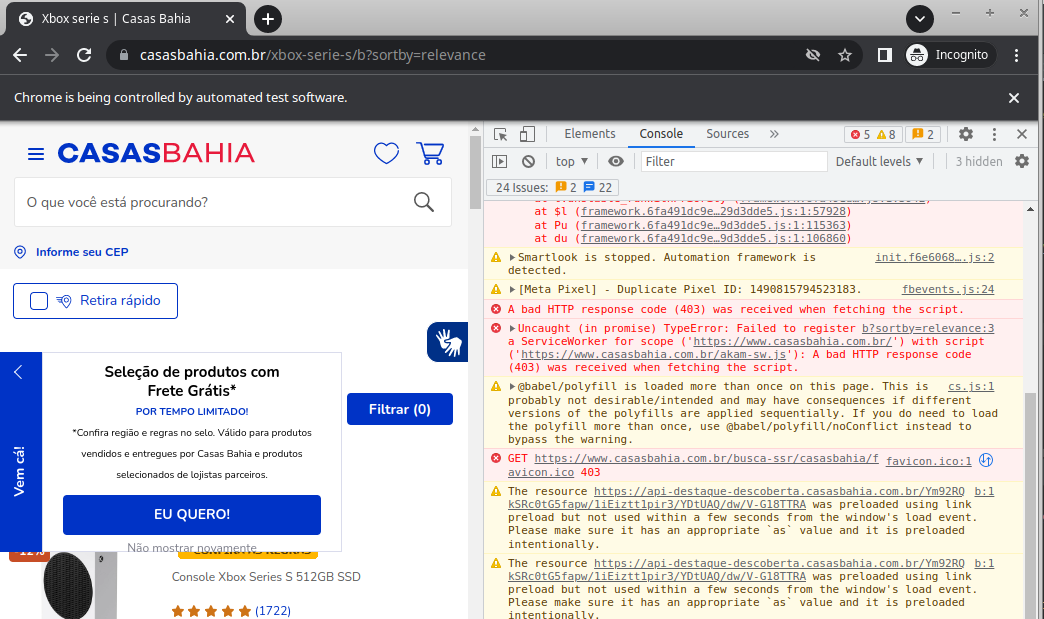 Xbox serie s | Casas Bahia
casasbahia.com.br/xbox-serie-s/b?sortby=relevance
Incognito
Chrome is being controlled by automated test software.
CASASBAHIA
O que você está procurando?
Informe seu CEP
Retira rápido
Seleção de produtos com
Frete Grátis*
POR TEMPO LIMITADO!
*Confira região e regras no selo. Válido para produtos
vendidos e entregues por Casas Bahia e produtos
selecionados de lojistas parceiros.
EU QUERO!
Não mostrar novamente
Vem cá!
Filtrar (0)
Console Xbox Series S 512GB SSD
(1722)
Elements Console Sources
5 8 2
top Filter Default levels 3 hidden
24 Issues: 2 22
at $l (framework.6fa491dc9e…29d3dde5.js:1:57928)
at Pu (framework.6fa491dc9e…9d3dde5.js:1:115363)
at du (framework.6fa491dc9e…9d3dde5.js:1:106860)
Smartlook is stopped. Automation framework is init.f6e6068….js:2
detected.
[Meta Pixel] - Duplicate Pixel ID: 1490815794523183. fbevents.js:24
A bad HTTP response code (403) was received when fetching the script.
Uncaught (in promise) TypeError: Failed to register b?sortby=relevance:3
a ServiceWorker for scope ('https://www.casasbahia.com.br/') with script
('https://www.casasbahia.com.br/akam-sw.js'): A bad HTTP response code
(403) was received when fetching the script.
@babel/polyfill is loaded more than once on this page. This is cs.js:1
probably not desirable/intended and may have consequences if different
versions of the polyfills are applied sequentially. If you do need to load
the polyfill more than once, use @babel/polyfill/noConflict instead to
bypass the warning.
GET https://www.casasbahia.com.br/busca-ssr/casasbahia/f favicon.ico:1
avicon.ico 403
The resource https://api-destaque-descoberta.casasbahia.com.br/Ym92RQ b:1
kSRc0tG5fapw/1iEiztt1pir3/YDtUAQ/dw/V-G18TTRA was preloaded using link
preload but not used within a few seconds from the window's load event.
Please make sure it has an appropriate `as` value and it is preloaded
intentionally.
The resource https://api-destaque-descoberta.casasbahia.com.br/Ym92RQ b:1
kSRc0tG5fapw/1iEiztt1pir3/YDtUAQ/dw/V-G18TTRA was preloaded using link
preload but not used within a few seconds from the window's load event.
Please make sure it has an appropriate `as` value and it is preloaded
intentionally.